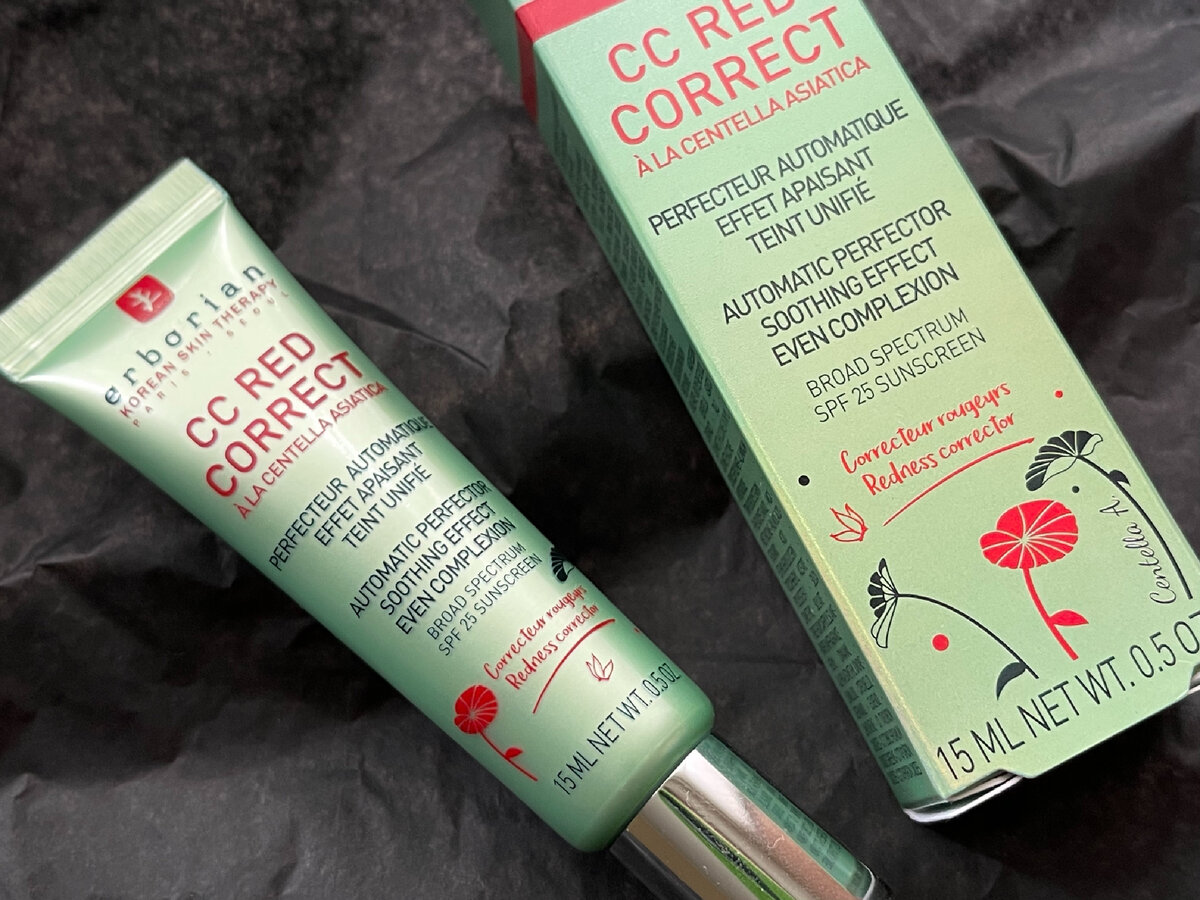 erborian
KOREAN SKIN THERAPY
PARIS SEOUL
CC RED
CORRECT
À LA CENTELLA ASIATICA
PERFECTEUR AUTOMATIQUE
EFFET APAISANT
TEINT UNIFIÉ
AUTOMATIC PERFECTOR
SOOTHING EFFECT
EVEN COMPLEXION
BROAD SPECTRUM
SPF 25 SUNSCREEN
Correcteur rougeurs
Redness corrector
15 ML NET WT. 0.5 OZ
CC RED
CORRECT
À LA CENTELLA ASIATICA
PERFECTEUR AUTOMATIQUE
EFFET APAISANT
TEINT UNIFIÉ
AUTOMATIC PERFECTOR
SOOTHING EFFECT
EVEN COMPLEXION
BROAD SPECTRUM
SPF 25 SUNSCREEN
Correcteur rougeurs
Redness corrector
Centella A.
15 ML NET WT. 0.5 OZ